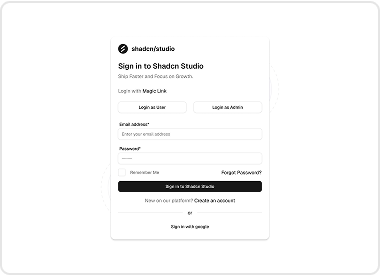 shadcn/studio
Sign in to Shadcn Studio
Ship Faster and Focus on Growth.
Login with Magic Link
Login as User
Login as Admin
Email address*
Enter your email address
Password*
Remember Me
Forgot Password?
Sign in to Shadcn Studio
New on our platform? Create an account
or
Sign in with google